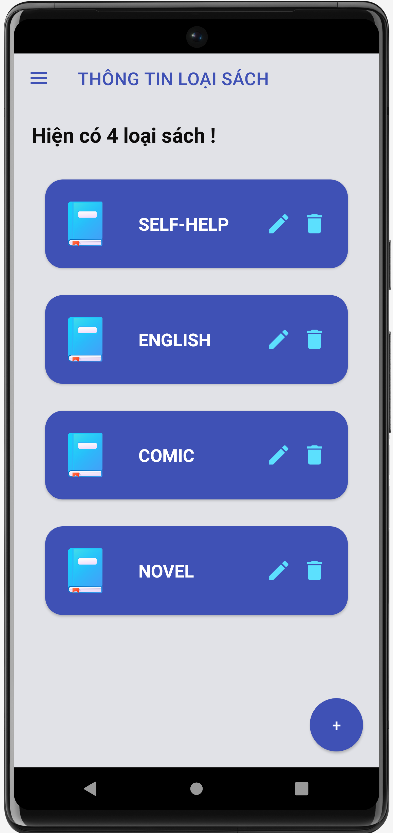 THÔNG TIN LOẠI SÁCH
Hiện có 4 loại sách !
SELF-HELP
ENGLISH
COMIC
NOVEL
+